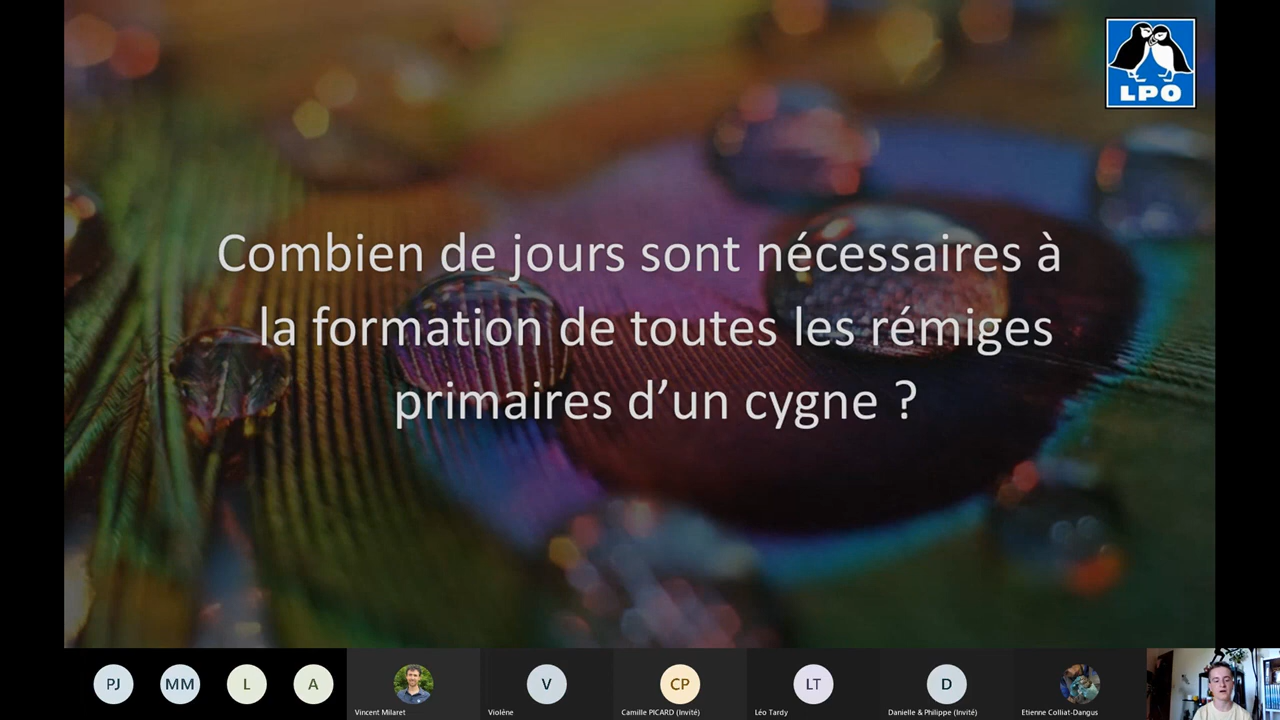 LPO
Combien de jours sont nécessaires à
la formation de toutes les rémiges
primaires d’un cygne ?
PJ
MM
L
A
V
CP
LT
D
Vincent Milaret
Violène
Camille PICARD (Invité)
Léo Tardy
Danielle & Philippe (Invité)
Etienne Colliat-Dangus